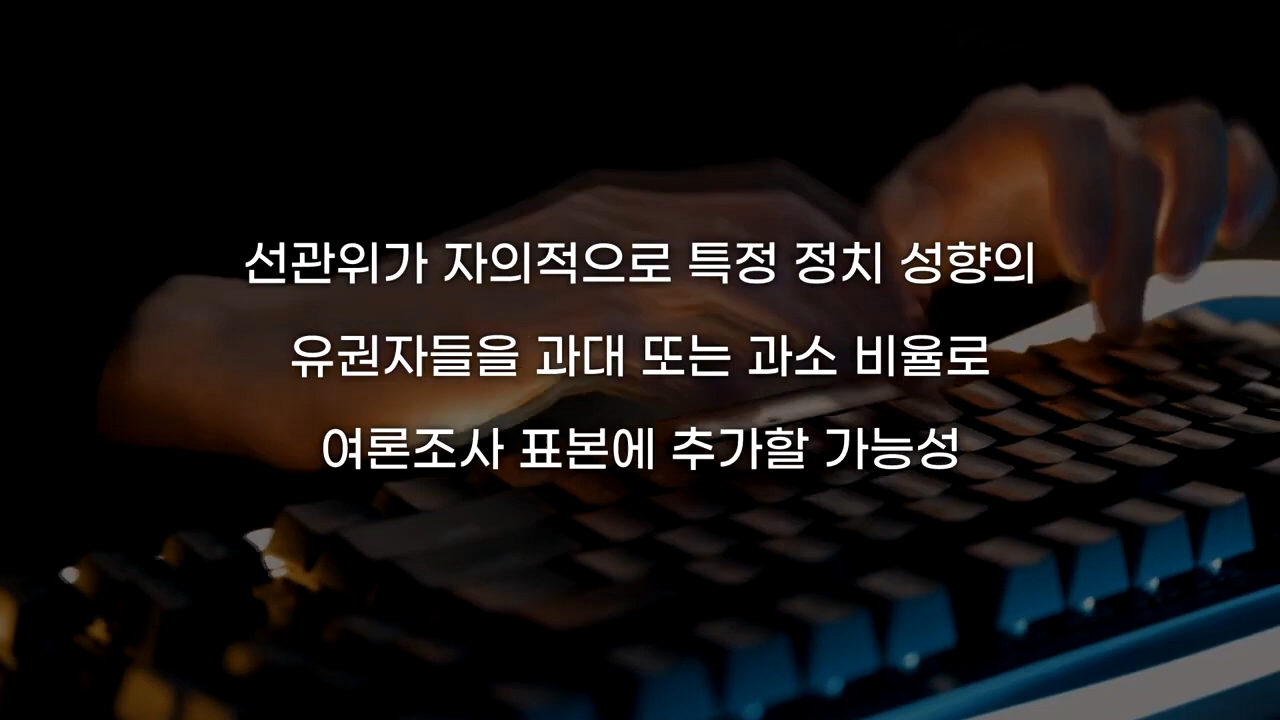 선관위가 자의적으로 특정 정치 성향의
유권자들을 과대 또는 과소 비율로
여론조사 표본에 추가할 가능성